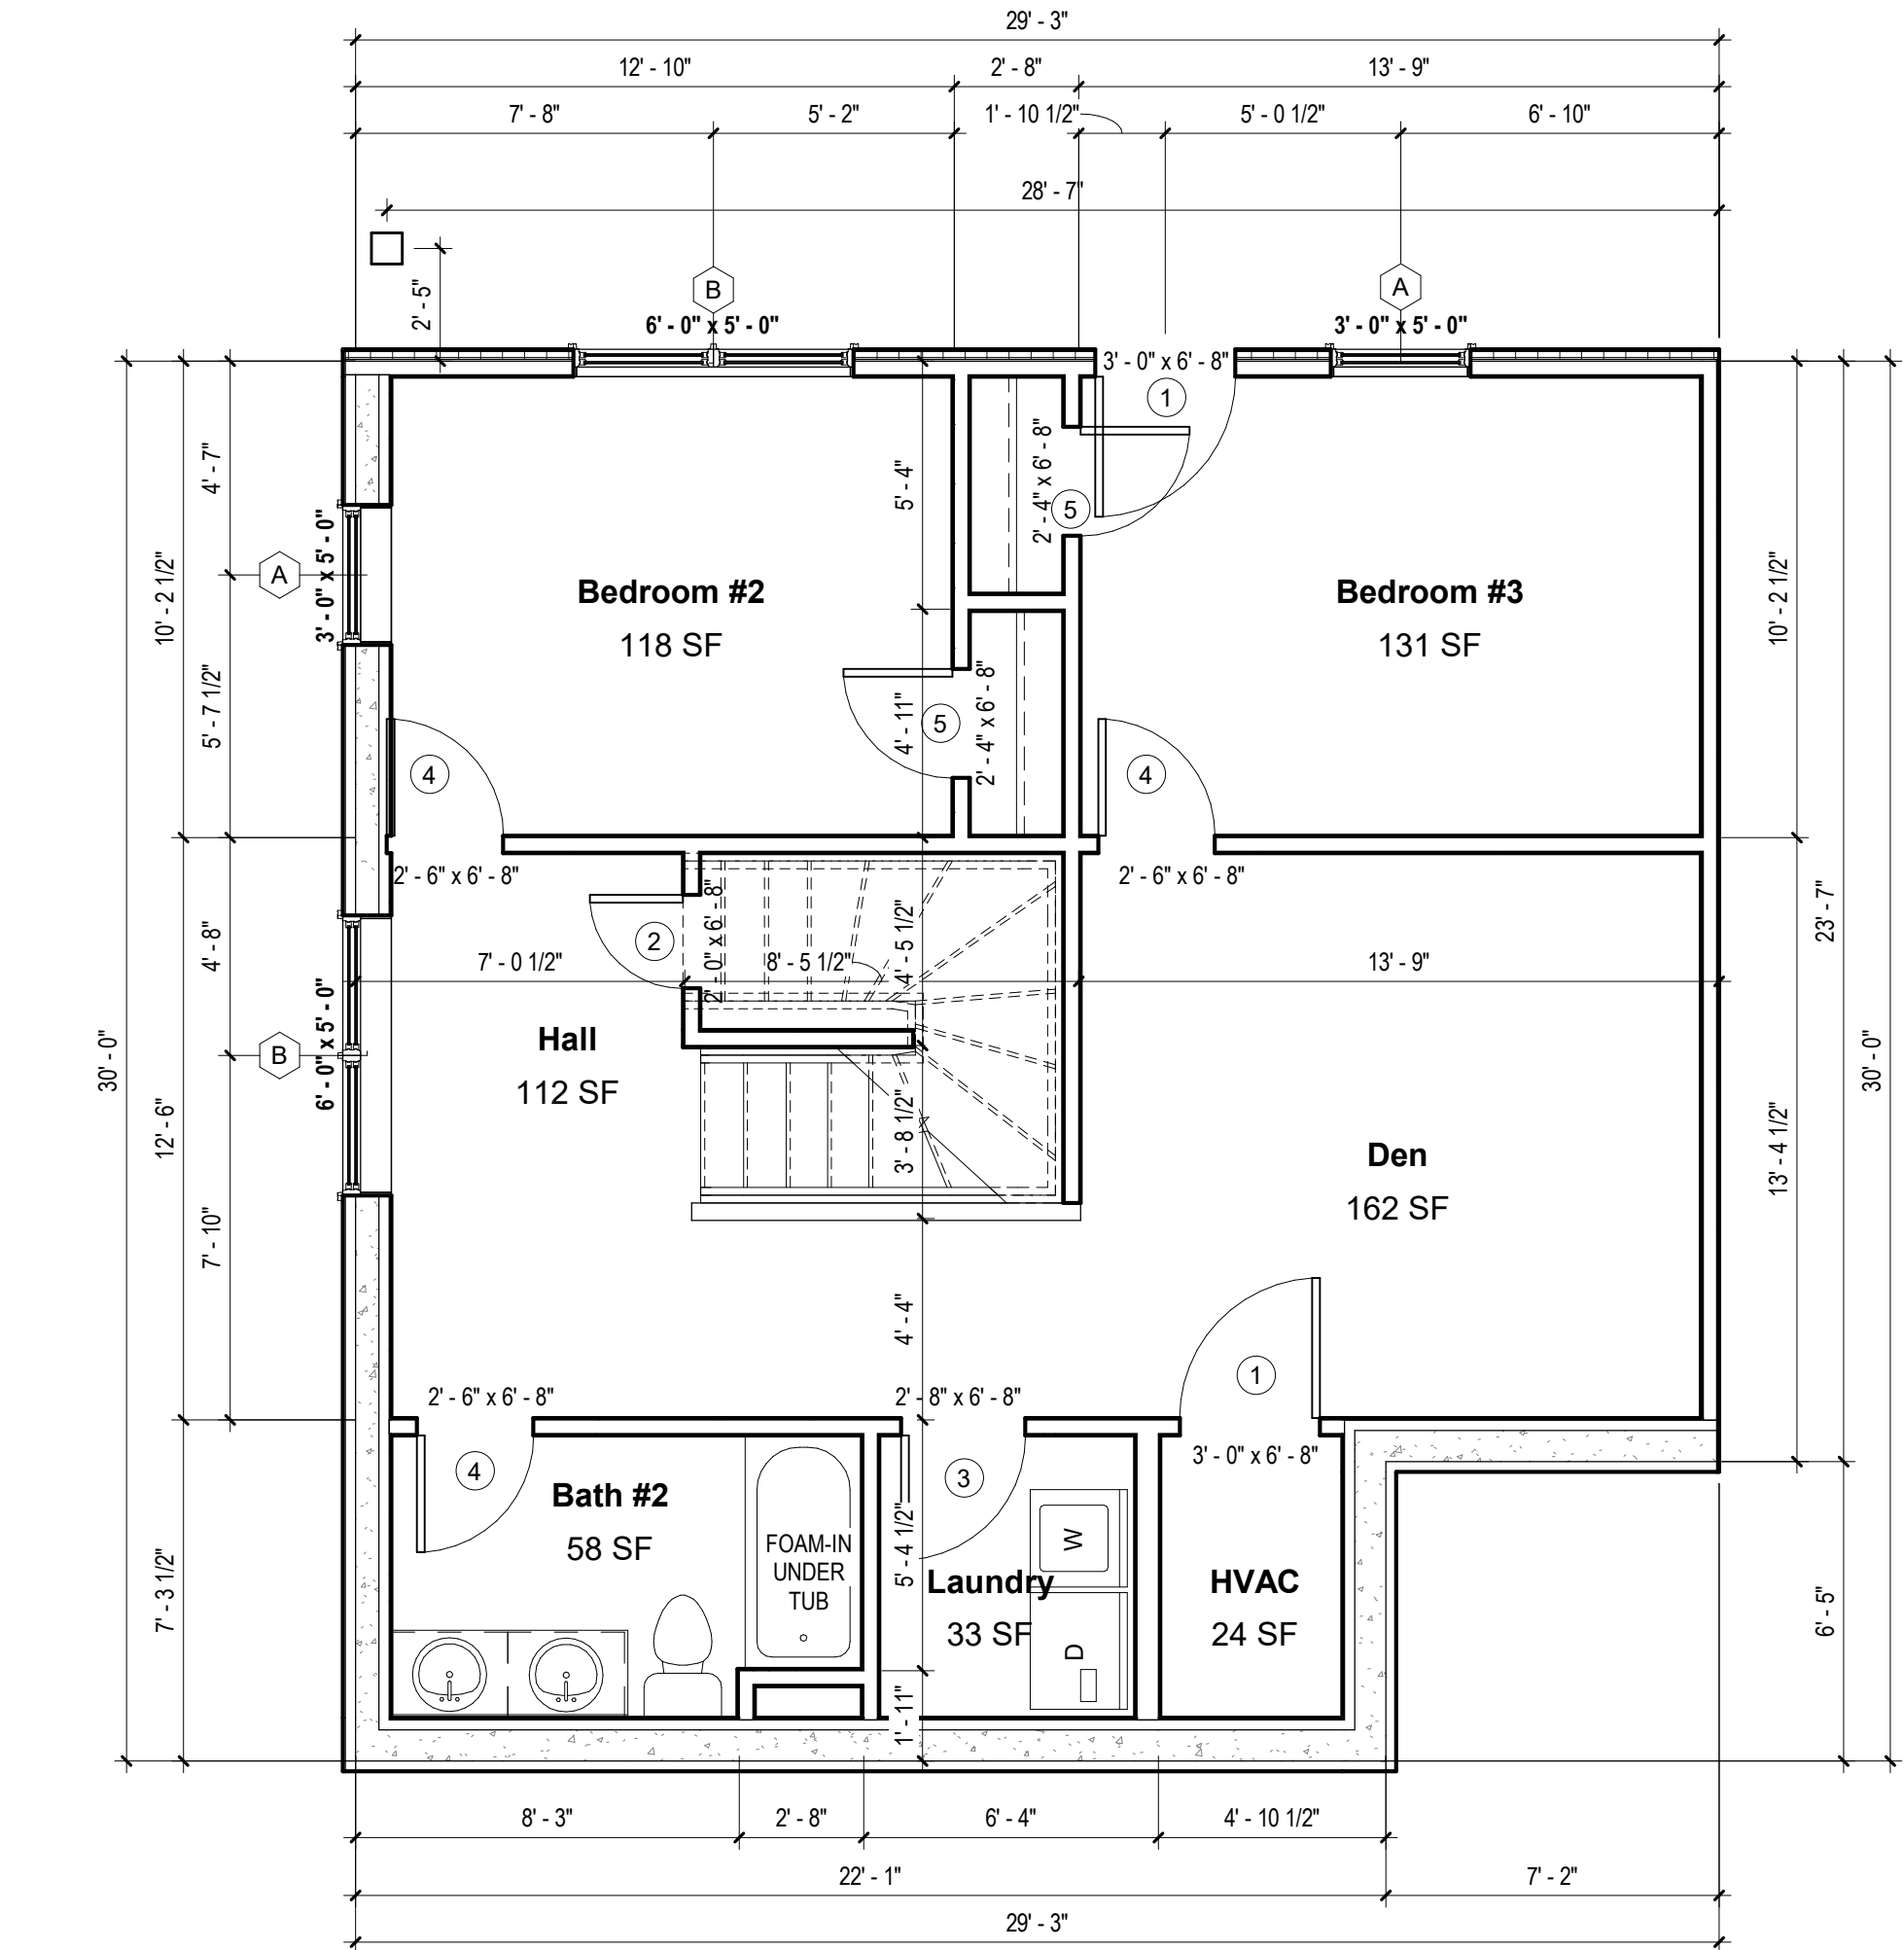 29' - 3"
12' - 10" 2' - 8" 13' - 9"
7' - 8" 5' - 2" 1' - 10 1/2" 5' - 0 1/2" 6' - 10"
28' - 7"
2' - 5"
B
A
6' - 0" x 5' - 0"
3' - 0" x 5' - 0"
3' - 0" x 6' - 8"
1
4' - 7"
5' - 4"
2' - 4" x 6' - 8"
5
A
3' - 0" x 5' - 0"
10' - 2 1/2"
Bedroom #2
118 SF
Bedroom #3
131 SF
10' - 2 1/2"
5' - 7 1/2"
4' - 11"
5
2' - 4" x 6' - 8"
4
4
2' - 6" x 6' - 8"
2' - 6" x 6' - 8"
23' - 7"
4' - 8"
2
2' - 0" x 6' - 8"
4' - 5 1/2"
7' - 0 1/2"
8' - 5 1/2"
13' - 9"
B
6' - 0" x 5' - 0"
30' - 0"
Hall
112 SF
30' - 0"
12' - 6"
3' - 8 1/2"
Den
162 SF
13' - 4 1/2"
7' - 10"
4' - 4"
1
2' - 6" x 6' - 8"
2' - 8" x 6' - 8"
3' - 0" x 6' - 8"
4
3
Bath #2
58 SF
FOAM-IN
UNDER
TUB
5' - 4 1/2"
W
Laundry
33 SF
D
HVAC
24 SF
7' - 3 1/2"
6' - 5"
1' - 11"
8' - 3" 2' - 8" 6' - 4" 4' - 10 1/2"
22' - 1" 7' - 2"
29' - 3"